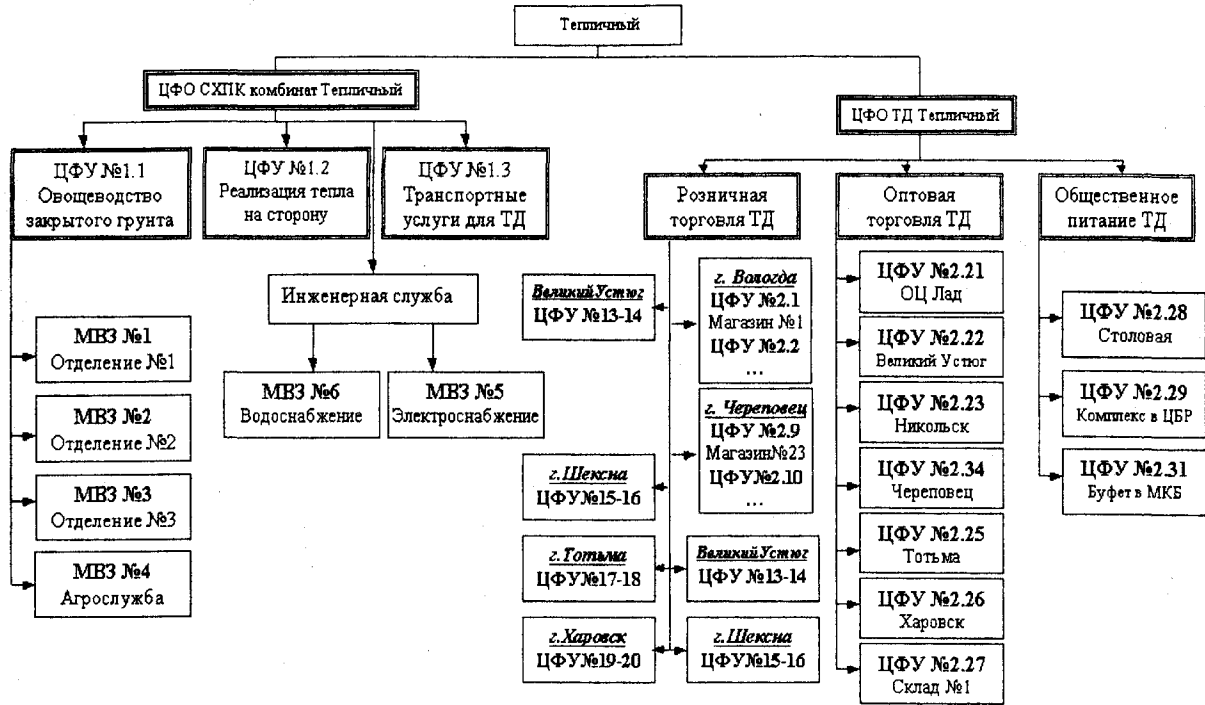 Тепличный
ЦФО СХПК комбинат Тепличный
ЦФО ТД Тепличный
ЦФУ №1.1
Овощеводство
закрытого грунта
ЦФУ №1.2
Реализация тепла
на сторону
ЦФУ №1.3
Транспортные
услуги для ТД
Розничная
торговля ТД
Оптовая
торговля ТД
Общественное
питание ТД
Инженерная служба
МВЗ №1
Отделение №1
МВЗ №2
Отделение №2
МВЗ №3
Отделение №3
МВЗ №4
Агрослужба
МВЗ №6
Водоснабжение
МВЗ №5
Электроснабжение
Великий Устюг
ЦФУ №13-14
г.Шексна
ЦФУ№15-16
г.Тотьма
ЦФУ№17-18
г.Харовск
ЦФУ№19-20
г. Вологда
ЦФУ №2.1
Магазин №1
ЦФУ №2.2
...
г. Череповец
ЦФУ №2.9
Магазин№23
ЦФУ№2.10
...
Великий Устюг
ЦФУ №13-14
г.Шексна
ЦФУ№15-16
ЦФУ №2.21
ОЦ Лад
ЦФУ №2.22
Великий Устюг
ЦФУ №2.23
Никольск
ЦФУ №2.34
Череповец
ЦФУ №2.25
Тотьма
ЦФУ №2.26
Харовск
ЦФУ №2.27
Склад №1
ЦФУ №2.28
Столовая
ЦФУ №2.29
Комплекс в ЦБР
ЦФУ №2.31
Буфет в МКБ